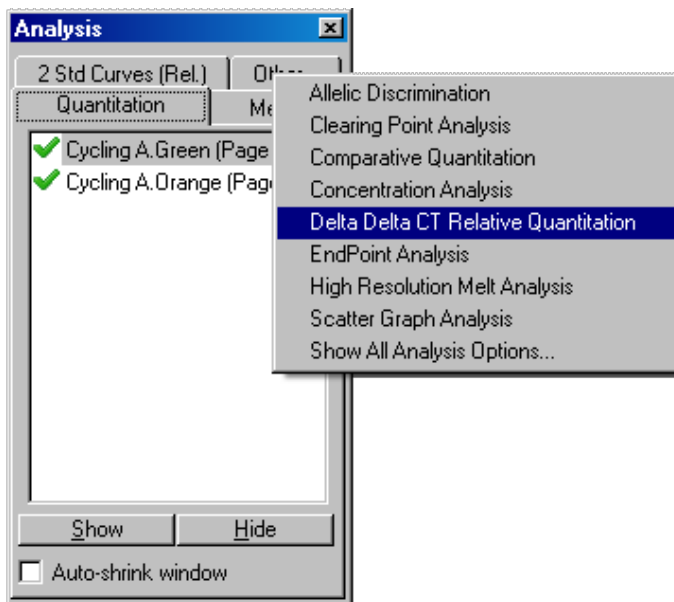 Analysis
2 Std Curves (Rel.)
Quantitation
Cycling A.Green (Page
Cycling A.Orange
Allelic Discrimination
Clearing Point Analysis
Comparative Quantitation
Concentration Analysis
Delta Delta CT Relative Quantitation
EndPoint Analysis
High Resolution Melt Analysis
Scatter Graph Analysis
Show All Analysis Options...
Show
Hide
Auto-shrink window